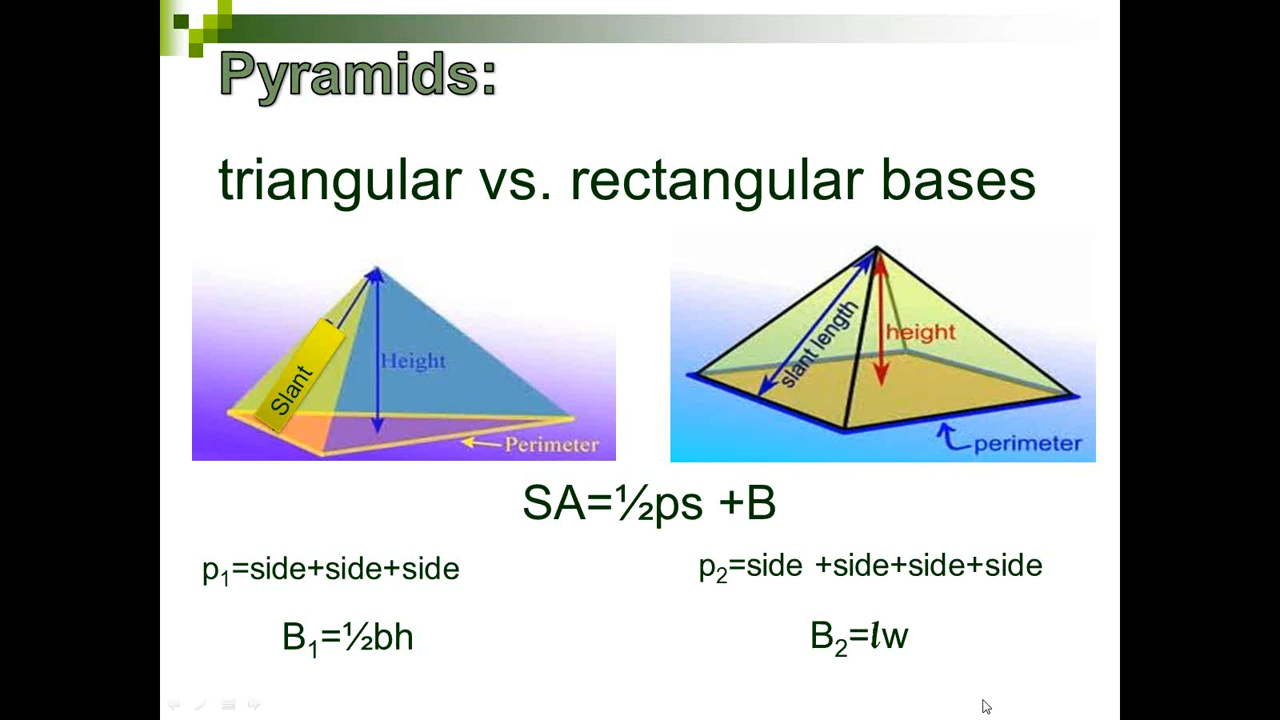 Pyramids:
triangular vs. rectangular bases
Slant
Height
Perimeter
slant length
height
perimeter
SA=½ps +B
p₁=side+side+side
p₂=side +side+side+side
B₁=½bh
B₂=lw